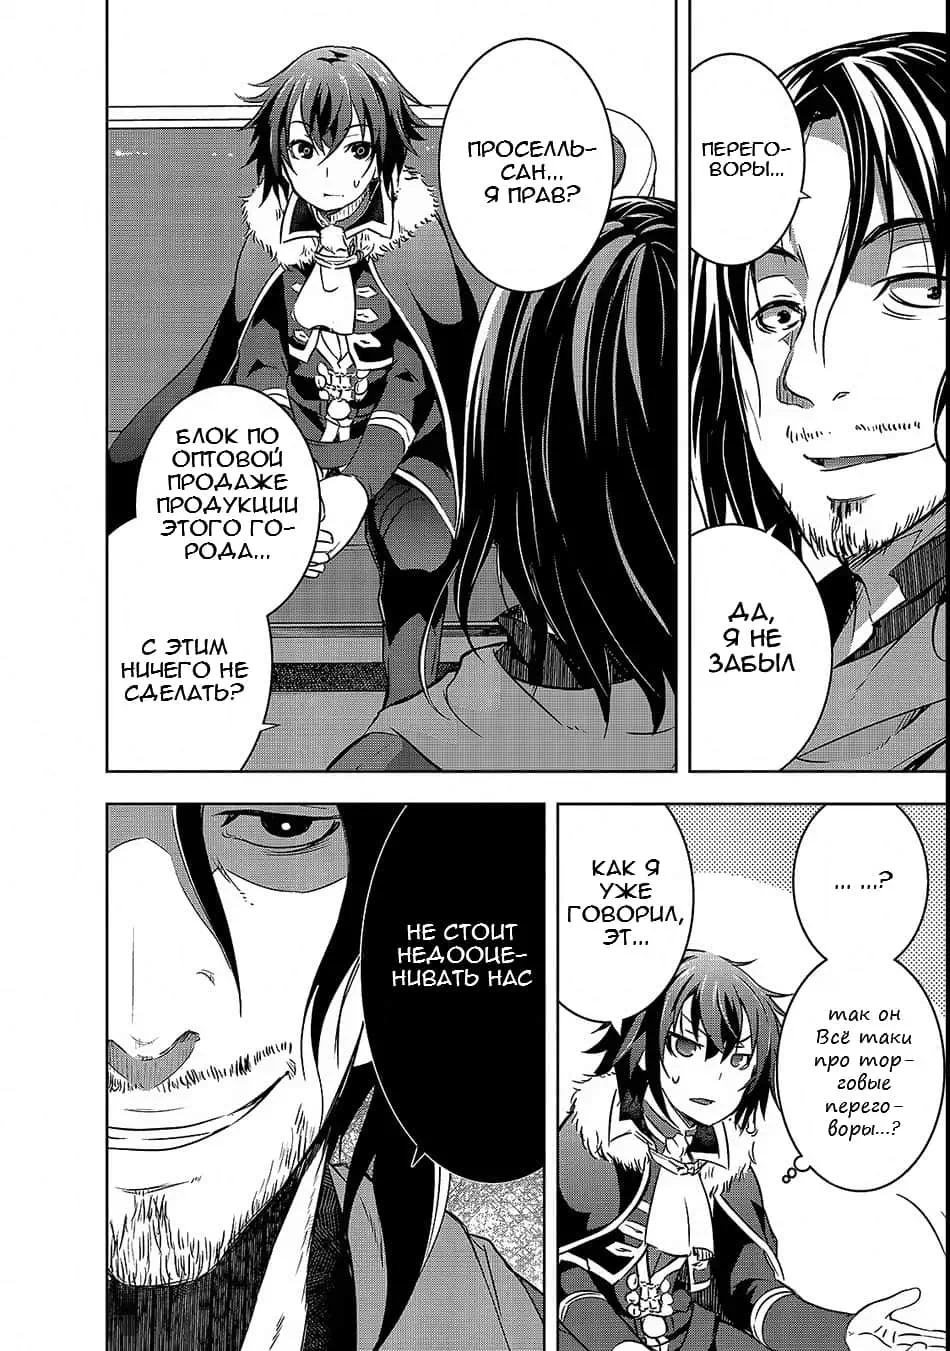 ПЕРЕГО-
ВОРЫ...
ДА,
Я НЕ
ЗАБЫЛ
ПРОСЕЛЛЬ-
САН...
Я ПРАВ?
БЛОК ПО
ОПТОВОЙ
ПРОДАЖЕ
ПРОДУКЦИИ
ЭТОГО ГО-
РОДА...
С ЭТИМ
НИЧЕГО НЕ
СДЕЛАТЬ?
... ...?
так он
Всё таки
про тор-
говые
перего-
воры...?
КАК Я
УЖЕ
ГОВОРИЛ,
ЭТ...
НЕ СТОИТ
НЕДООЦЕ-
НИВАТЬ НАС